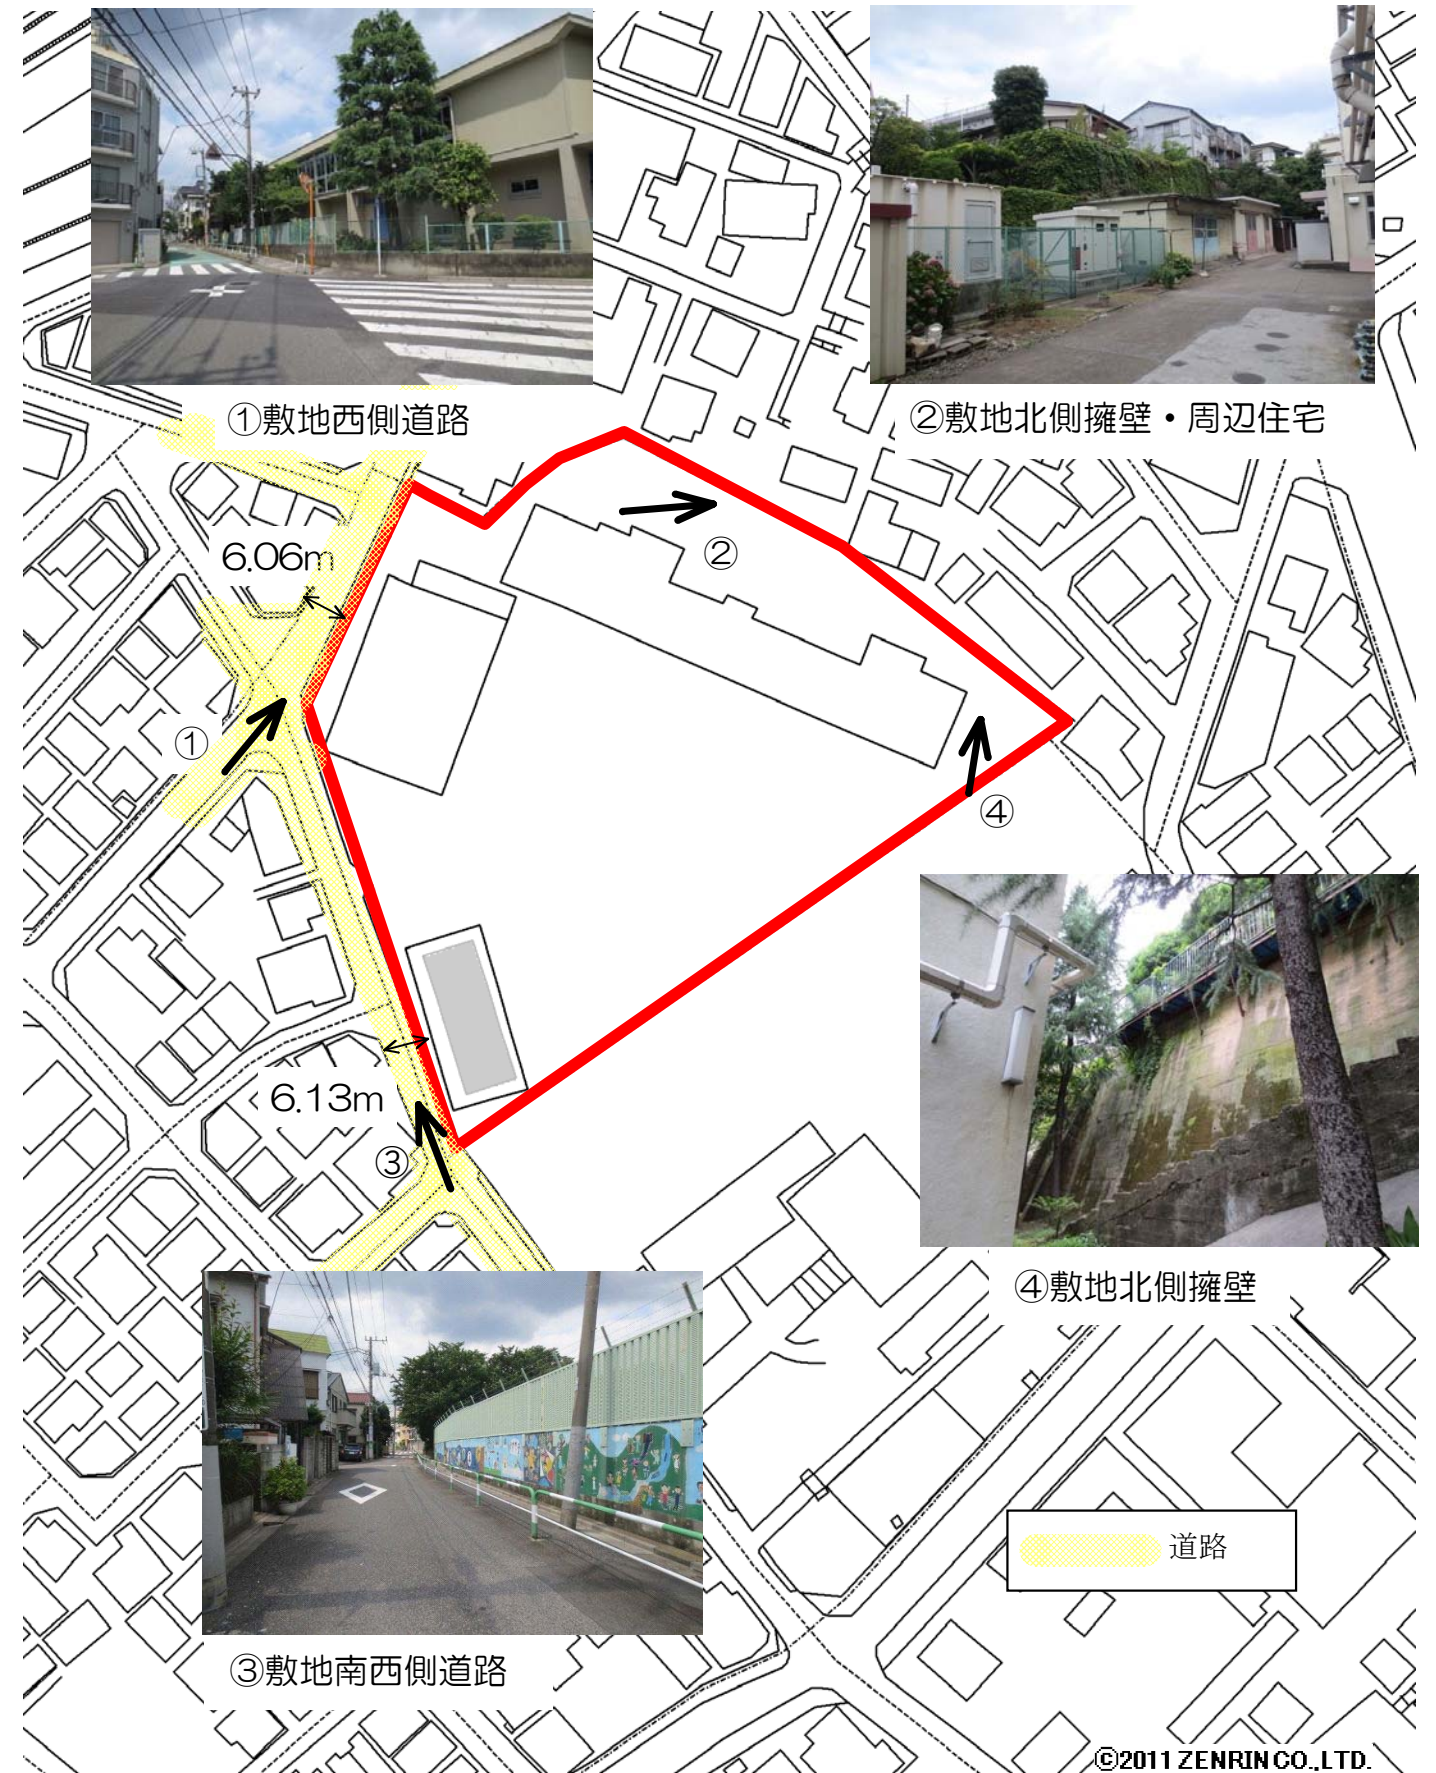 ①敷地西側道路
②敷地北側擁壁・周辺住宅
6.06m
②
①
④
6.13m
③
④敷地北側擁壁
道路
③敷地南西側道路
©2011 ZENRIN CO.,LTD.